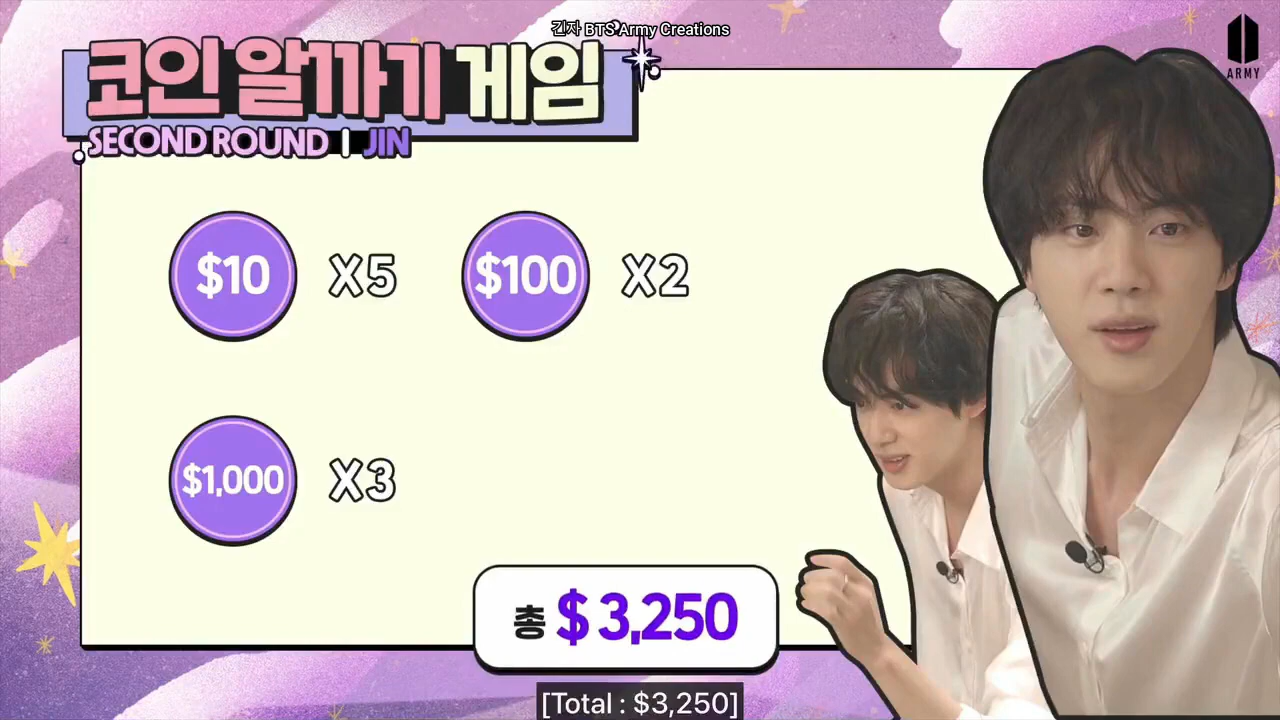 긴자 BTS Army Creations
ARMY
코인 알까기 게임
SECOND ROUND | JIN
$10 X5 $100 X2
$1,000 X3
총 $ 3,250
[Total : $3,250]